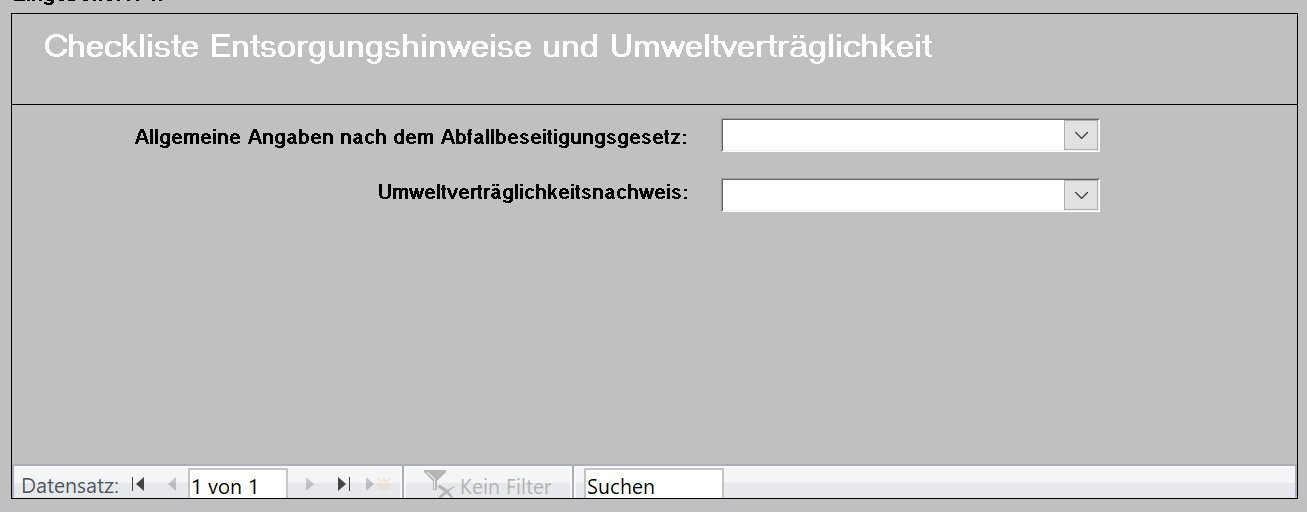 Checkliste Entsorgungshinweise und Umweltverträglichkeit
Allgemeine Angaben nach dem Abfallbeseitigungsgesetz:
Umweltverträglichkeitsnachweis:
Datensatz: 1 von 1 Kein Filter Suchen